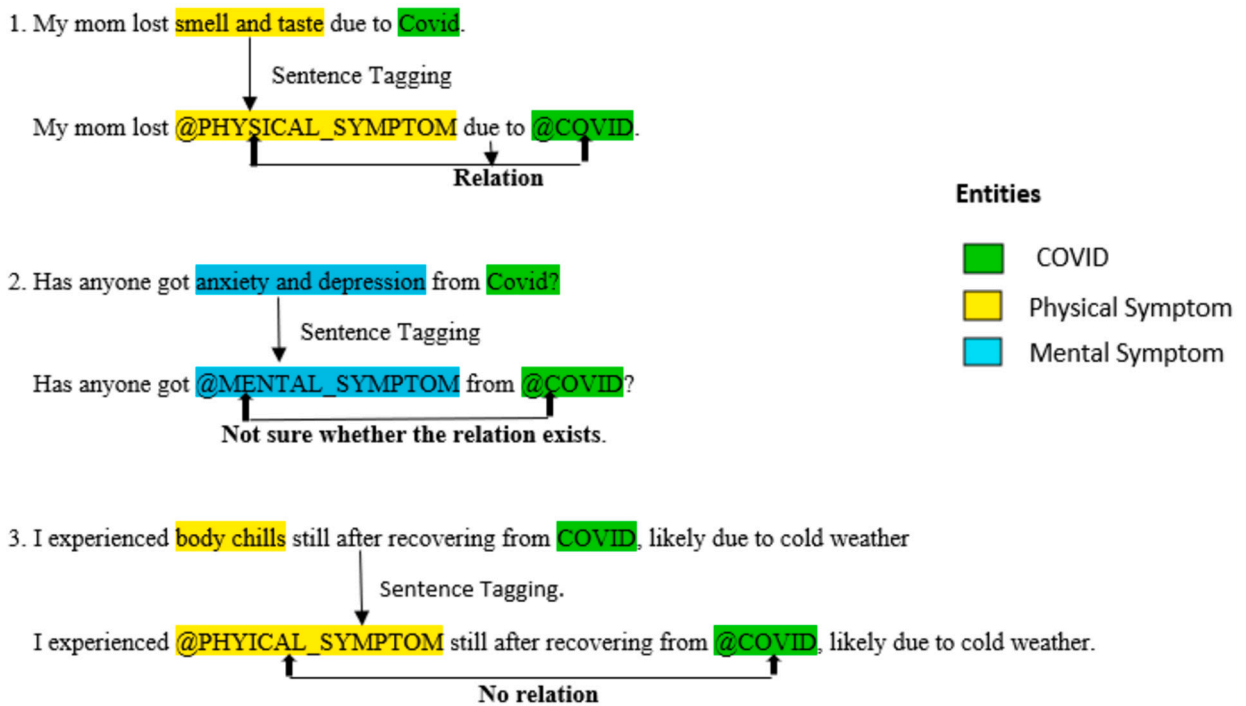 1. My mom lost smell and taste due to Covid.
Sentence Tagging
My mom lost @PHYSICAL_SYMPTOM due to @COVID.
Relation
Entities
COVID
Physical Symptom
Mental Symptom
2. Has anyone got anxiety and depression from Covid?
Sentence Tagging
Has anyone got @MENTAL_SYMPTOM from @COVID?
Not sure whether the relation exists.
3. I experienced body chills still after recovering from COVID, likely due to cold weather
Sentence Tagging.
I experienced @PHYICAL_SYMPTOM still after recovering from @COVID, likely due to cold weather.
No relation